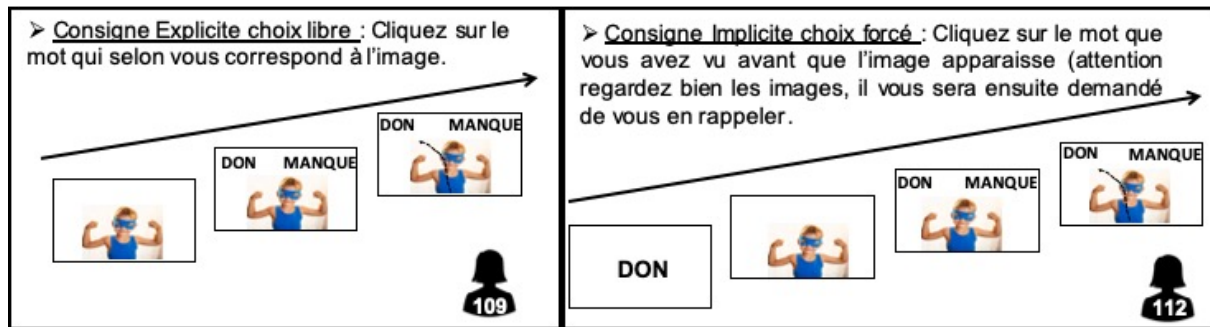 ➢ Consigne Explicite choix libre : Cliquez sur le
mot qui selon vous correspond à l'image.
DON MANQUE
DON MANQUE
109
➢ Consigne Implicite choix forcé : Cliquez sur le mot que
vous avez vu avant que l'image apparaisse (attention
regardez bien les images, il vous sera ensuite demandé
de vous en rappeler.
DON MANQUE
DON MANQUE
DON
112